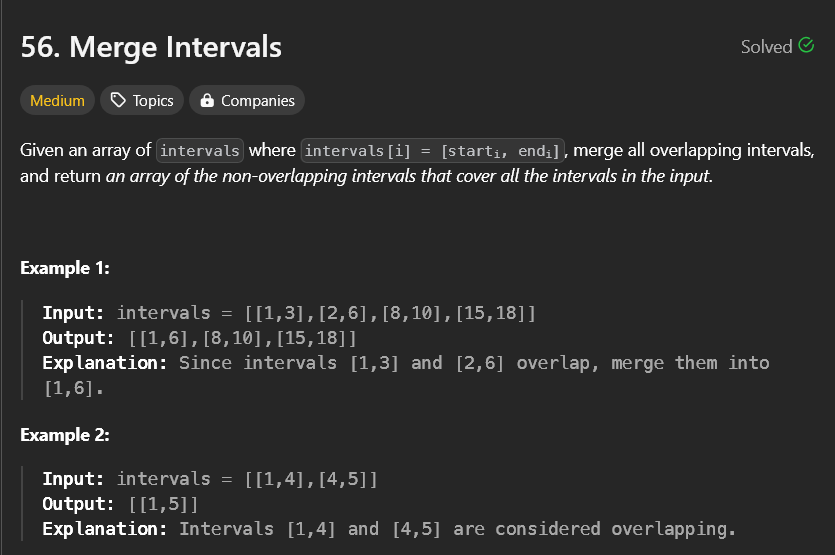 56. Merge Intervals
Solved
Medium
Topics
Companies
Given an array of intervals where intervals[i] = [starti, endi], merge all overlapping intervals,
and return an array of the non-overlapping intervals that cover all the intervals in the input.
Example 1:
Input: intervals = [[1,3],[2,6],[8,10],[15,18]]
Output: [[1,6],[8,10],[15,18]]
Explanation: Since intervals [1,3] and [2,6] overlap, merge them into
[1,6].
Example 2:
Input: intervals = [[1,4],[4,5]]
Output: [[1,5]]
Explanation: Intervals [1,4] and [4,5] are considered overlapping.